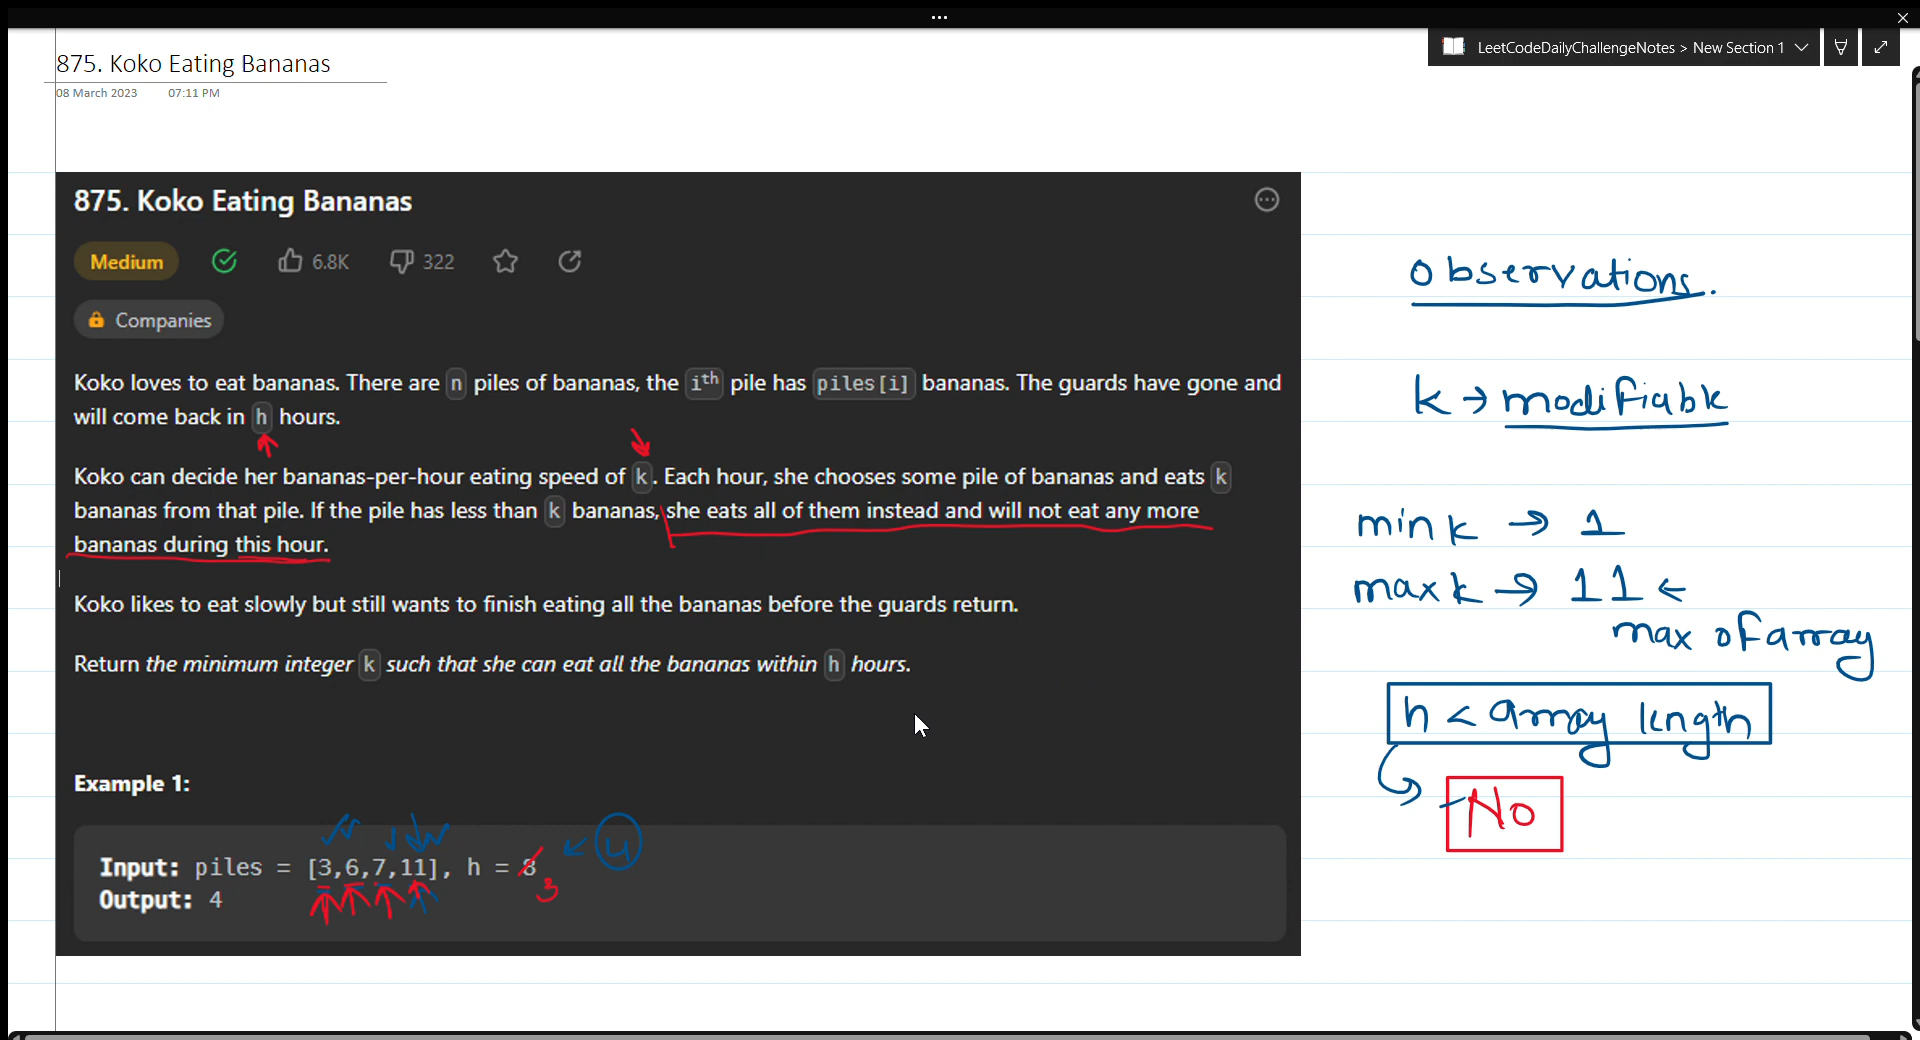 LeetCodeDailyChallengeNotes > New Section 1
875. Koko Eating Bananas
08 March 2023 07:11 PM
875. Koko Eating Bananas
Medium 6.8K 322
Companies
Koko loves to eat bananas. There are n piles of bananas, the ith pile has piles[i] bananas. The guards have gone and
will come back in h hours.
Koko can decide her bananas-per-hour eating speed of k. Each hour, she chooses some pile of bananas and eats k
bananas from that pile. If the pile has less than k bananas, she eats all of them instead and will not eat any more
bananas during this hour.
Koko likes to eat slowly but still wants to finish eating all the bananas before the guards return.
Return the minimum integer k such that she can eat all the bananas within h hours.
Example 1:
Input: piles = [3,6,7,11], h = 8
4
3
Output: 4
observations.
k → modifiable
min k → 1
max k → 11 ←
max of array
h < array length
No